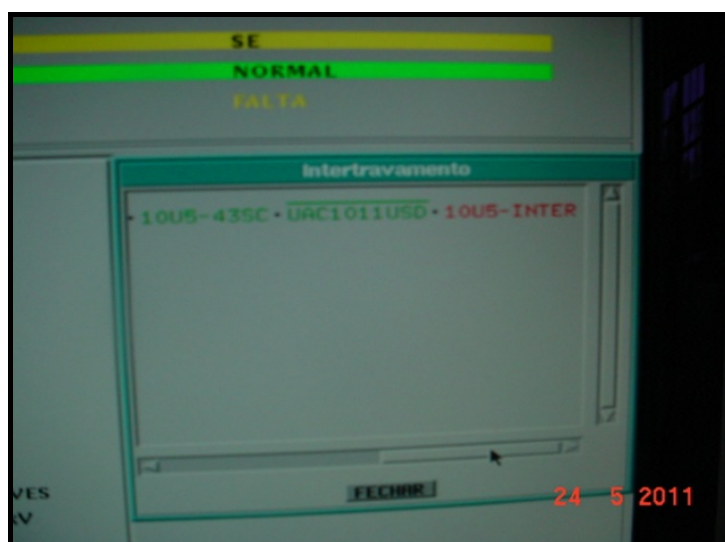 SE
NORMAL
FALTA
Intertravamento
· 10U5-43SC · UAC1011USD · 10U5-INTER
FECHAR
VES
V
24 5 2011